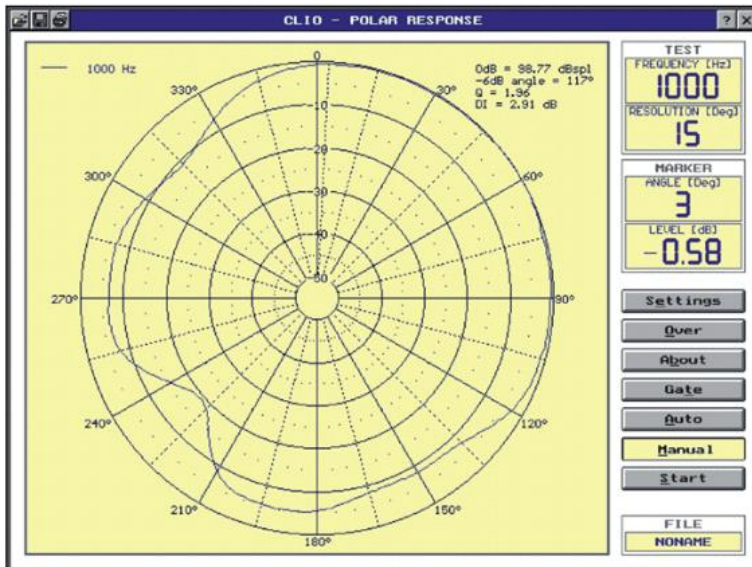 CLIO - POLAR RESPONSE
? x
1000 Hz
0dB = 98.77 dBspl
-6dB angle = 117°
Q = 1.96
DI = 2.91 dB
0
330°
30°
-10
-20
300°
60°
-30
-40
-50
270°
90°
240°
120°
210°
150°
180°
TEST
FREQUENCY [Hz]
1000
RESOLUTION [Deg]
15
MARKER
ANGLE [Deg]
3
LEVEL [dB]
-0.58
Settings
Over
About
Gate
Auto
Manual
Start
FILE
NONAME